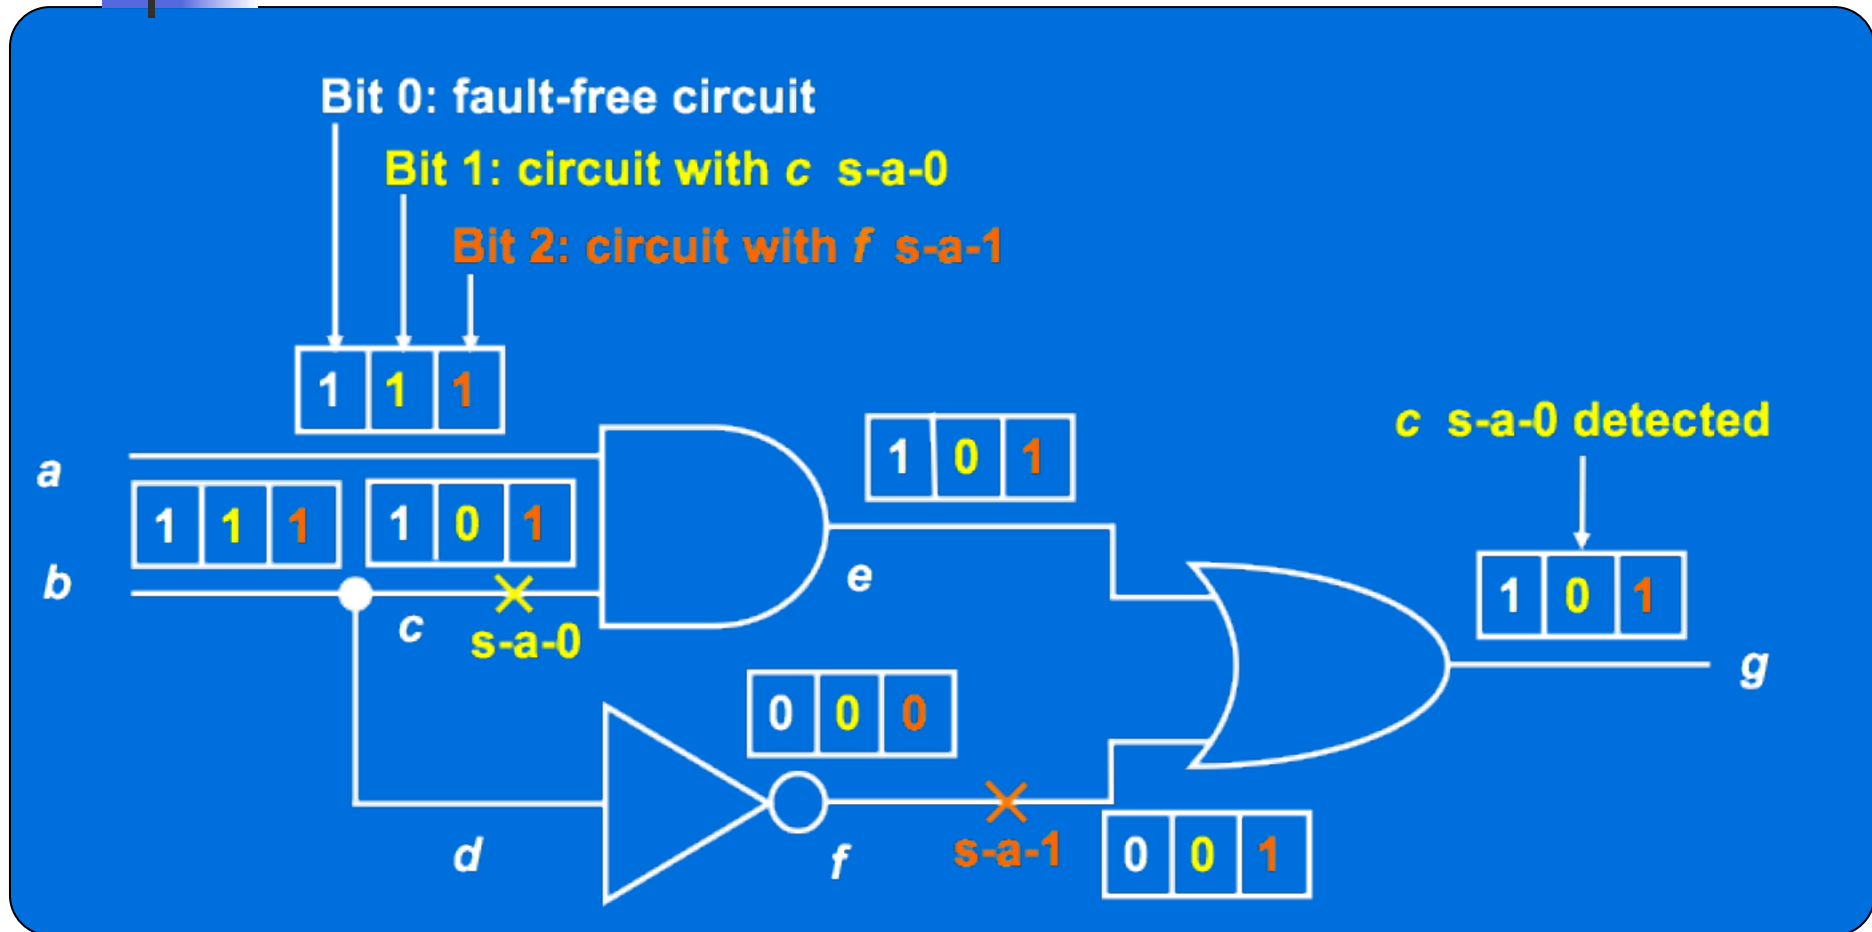 Bit 0: fault-free circuit
Bit 1: circuit with c s-a-0
Bit 2: circuit with f s-a-1
1 1 1
c s-a-0 detected
a
1 0 1
1 1 1
1 0 1
b
e
1 0 1
c
s-a-0
g
0 0 0
d
f
s-a-1
0 0 1